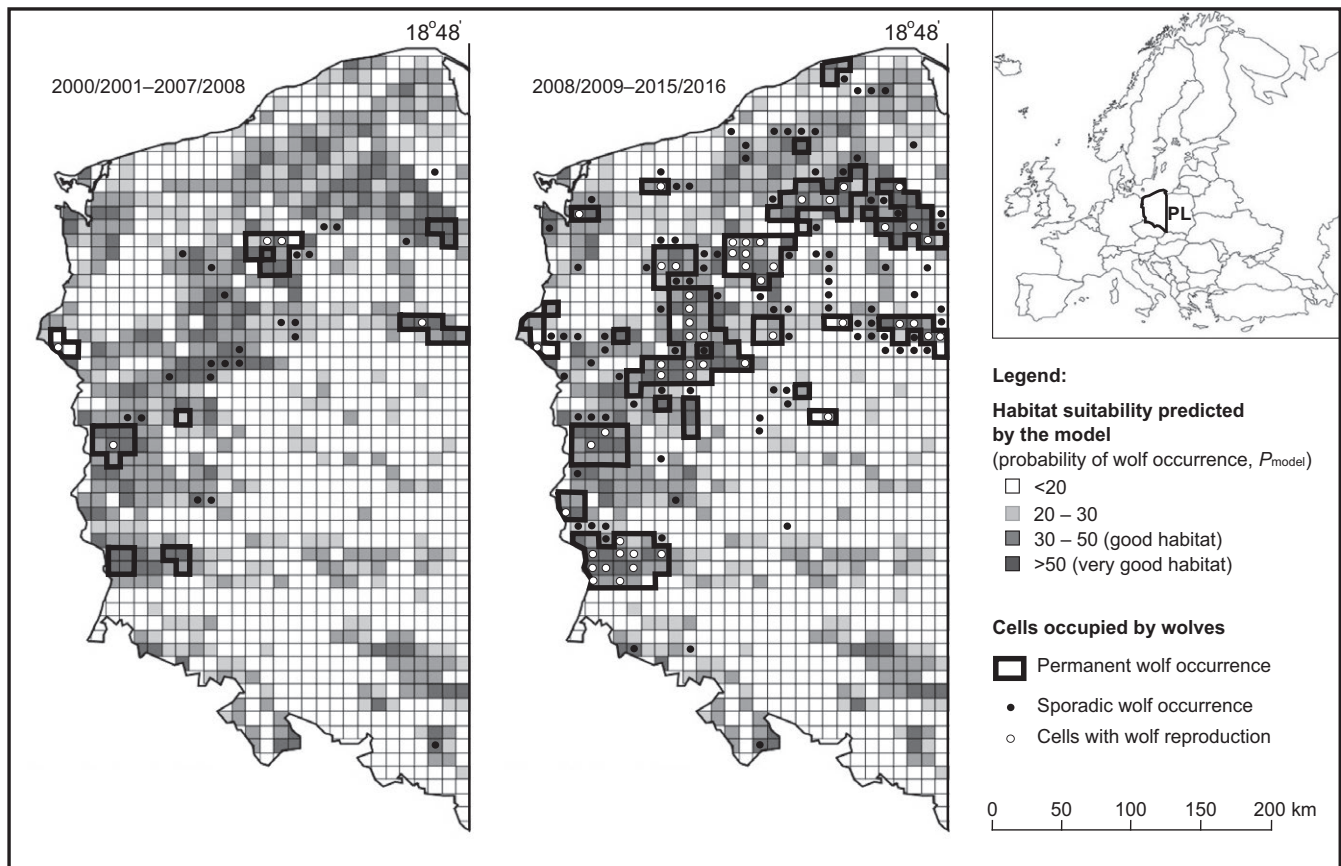 18°48'
2000/2001–2007/2008
18°48'
2008/2009–2015/2016
PL
Legend:
Habitat suitability predicted
by the model
(probability of wolf occurrence, Pmodel)
<20
20 – 30
30 – 50 (good habitat)
>50 (very good habitat)
Cells occupied by wolves
Permanent wolf occurrence
Sporadic wolf occurrence
Cells with wolf reproduction
0 50 100 150 200 km